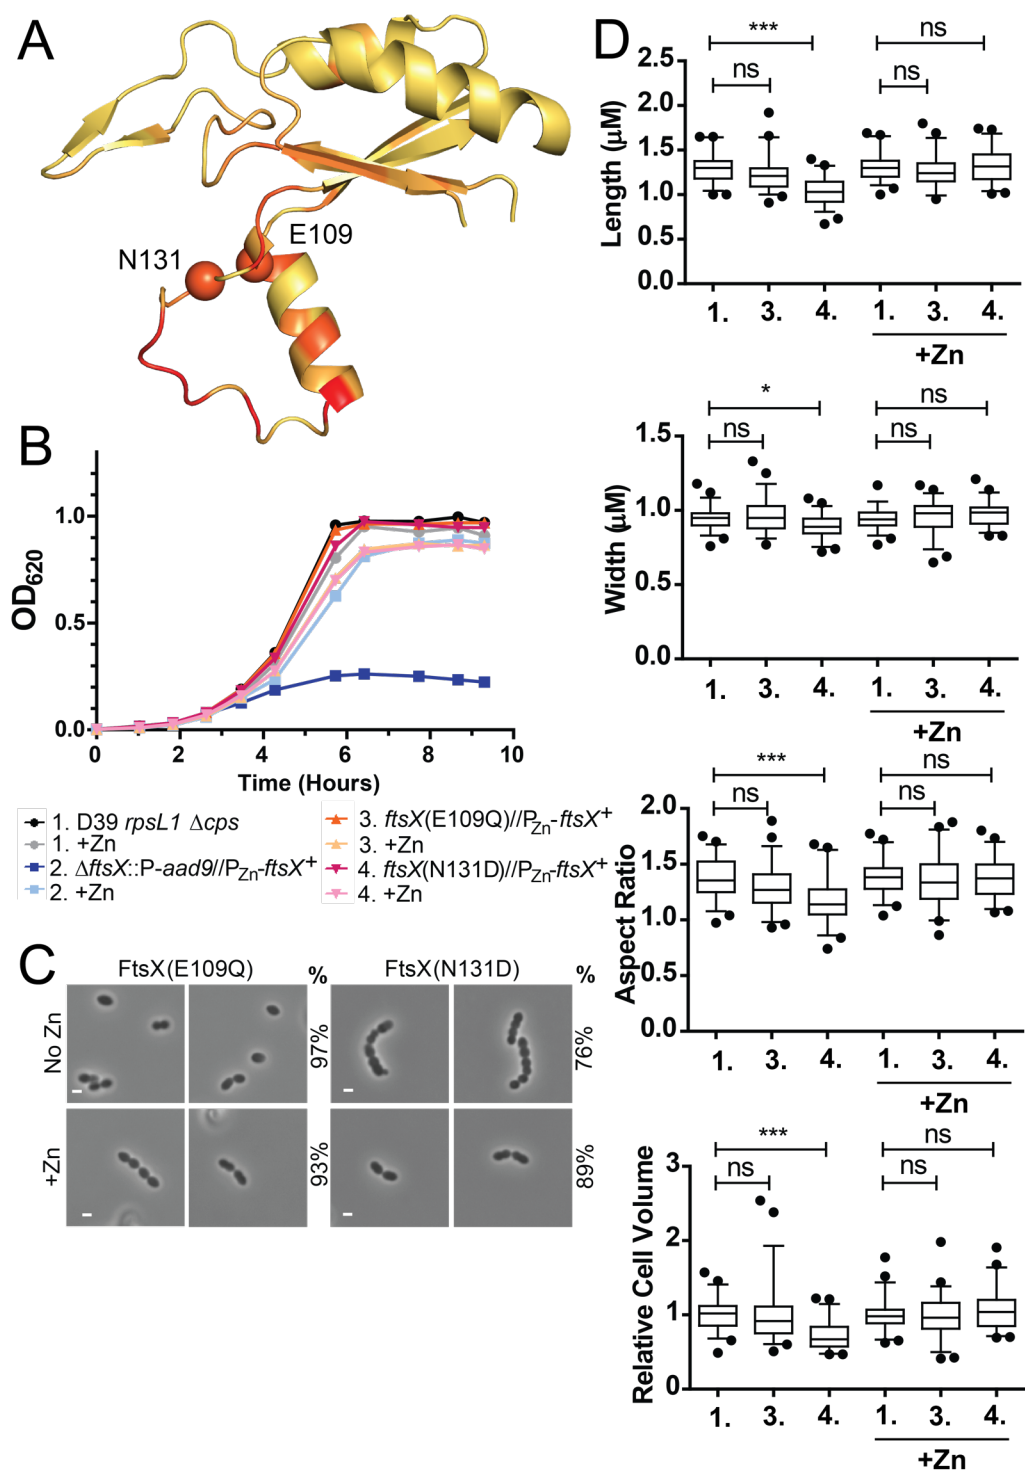 A
E109
N131
B
OD620
1.0
0.5
0.0
0
2
4
6
8
10
Time (Hours)
1. D39 rpsL1 Δcps
1. +Zn
2. ΔftsX::P-aad9//PZn-ftsX+
2. +Zn
3. ftsX(E109Q)//PZn-ftsX+
3. +Zn
4. ftsX(N131D)//PZn-ftsX+
4. +Zn
C
FtsX(E109Q)
%
FtsX(N131D)
%
No Zn
97%
76%
+Zn
93%
89%
D
Length (μM)
2.5
2.0
1.5
1.0
0.5
0.0
***
ns
ns
ns
1. 3. 4. 1. 3. 4.
+Zn
Width (μM)
1.5
1.0
0.5
0.0
*
ns
ns
ns
1. 3. 4. 1. 3. 4.
+Zn
Aspect Ratio
2.0
1.5
1.0
0.5
0.0
***
ns
ns
ns
1. 3. 4. 1. 3. 4.
+Zn
Relative Cell Volume
3
2
1
0
***
ns
ns
ns
1. 3. 4. 1. 3. 4.
+Zn